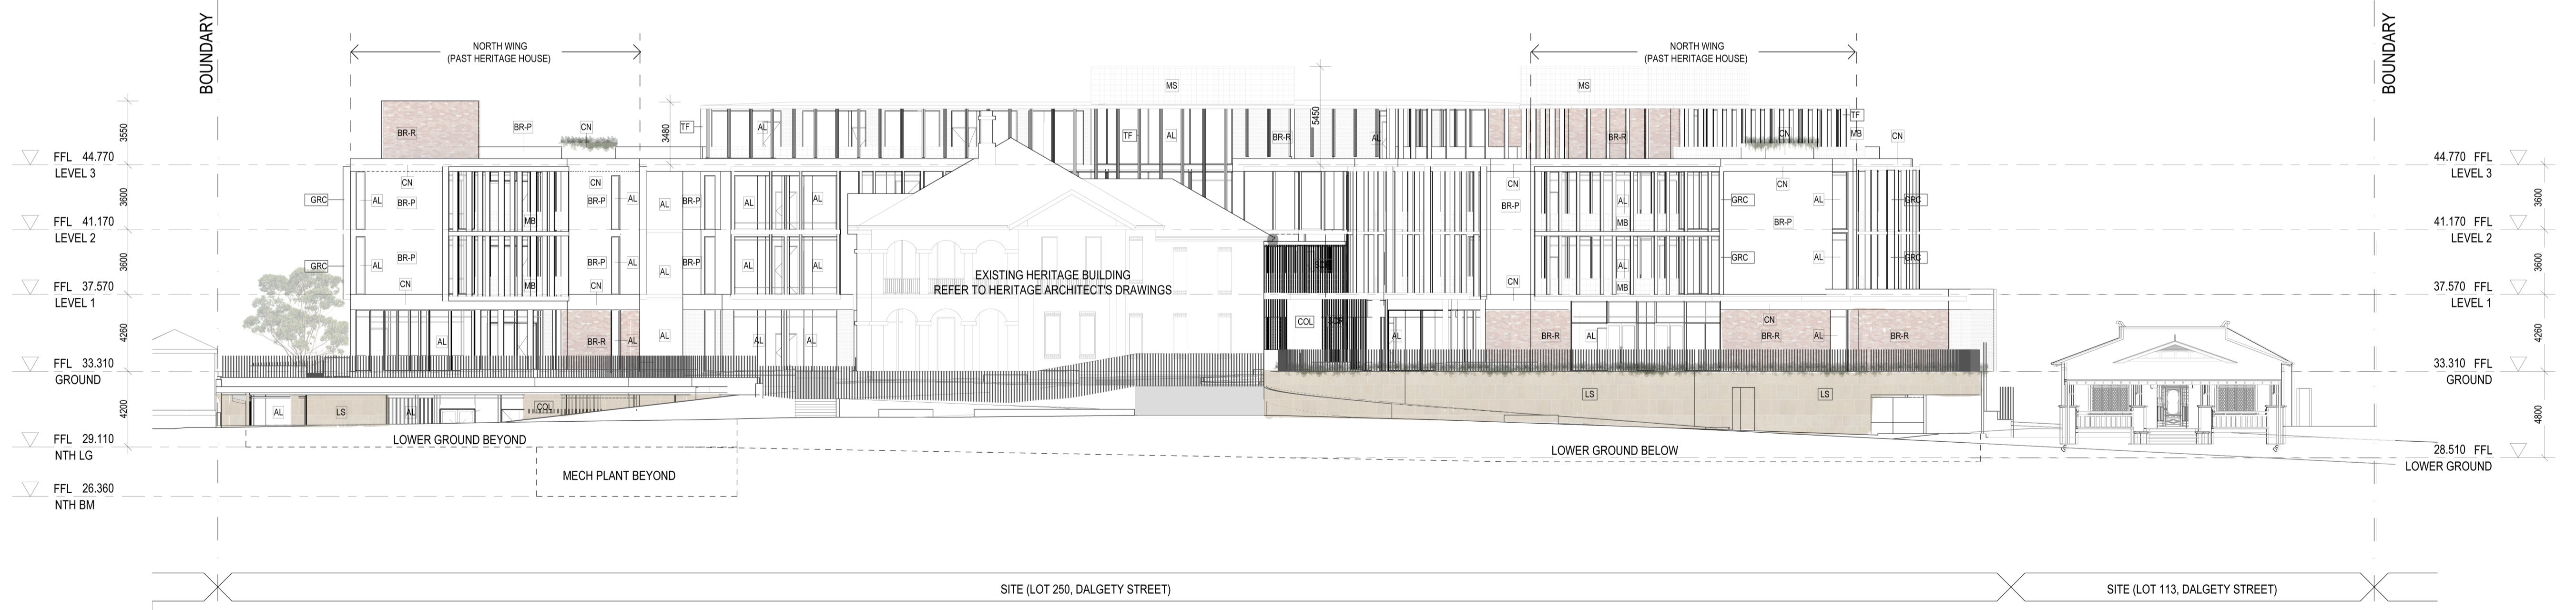 BOUNDARY
NORTH WING
(PAST HERITAGE HOUSE)
NORTH WING
(PAST HERITAGE HOUSE)
BOUNDARY
MS
MS
3550
BR-R
BR-P
CN
3480
TF
AL
TF
AL
BR-R
5450
AL
BR-R
CN
TF
MB
CN
FFL 44.770
LEVEL 3
44.770 FFL
LEVEL 3
3600
GRC
AL
CN
BR-P
MB
CN
BR-P
AL
AL
BR-P
AL
AL
CN
BR-P
AL
MB
GRC
CN
BR-P
AL
GRC
3600
FFL 41.170
LEVEL 2
41.170 FFL
LEVEL 2
3600
GRC
AL
BR-P
CN
MB
BR-P
CN
AL
AL
BR-P
AL
AL
EXISTING HERITAGE BUILDING
REFER TO HERITAGE ARCHITECT'S DRAWINGS
SCR
CN
AL
MB
GRC
AL
GRC
3600
FFL 37.570
LEVEL 1
37.570 FFL
LEVEL 1
4260
AL
BR-R
AL
AL
AL
AL
COL
SCR
AL
BR-R
AL
CN
BR-R
AL
BR-R
4260
FFL 33.310
GROUND
33.310 FFL
GROUND
4200
AL
LS
AL
COL
LS
LS
4800
FFL 29.110
NTH LG
LOWER GROUND BEYOND
LOWER GROUND BELOW
28.510 FFL
LOWER GROUND
MECH PLANT BEYOND
FFL 26.360
NTH BM
SITE (LOT 250, DALGETY STREET)
SITE (LOT 113, DALGETY STREET)